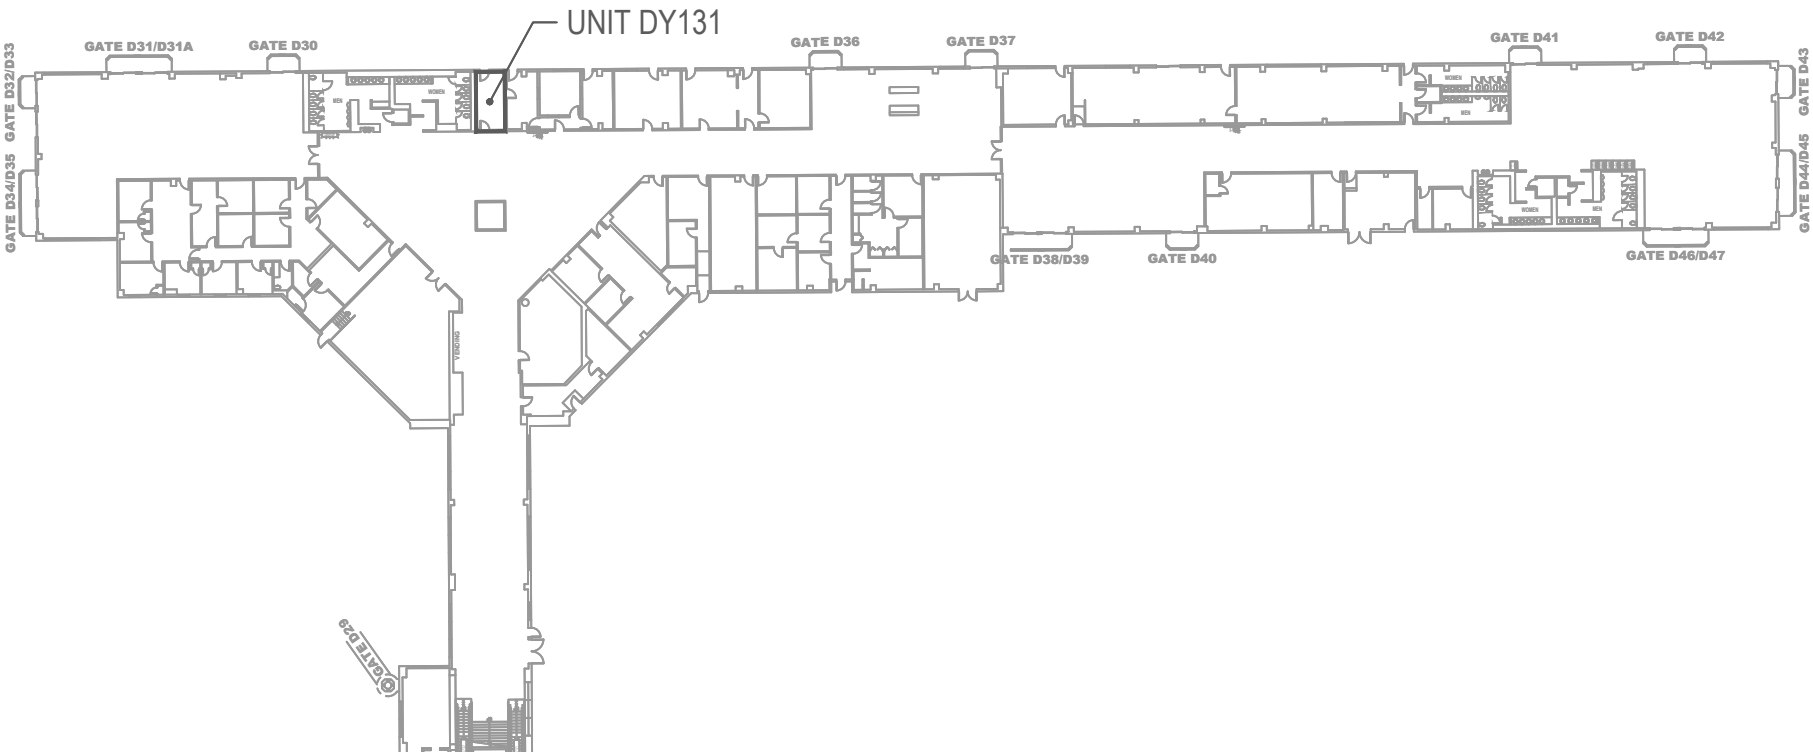 UNIT DY131
GATE D31/D31A
GATE D30
GATE D36
GATE D37
GATE D41
GATE D42
GATE D32/D33
GATE D43
MEN
WOMEN
WOMEN
MEN
GATE D34/D35
GATE D44/D45
WOMEN
MEN
GATE D38/D39
GATE D40
GATE D46/D47
VENDING
GATE D29